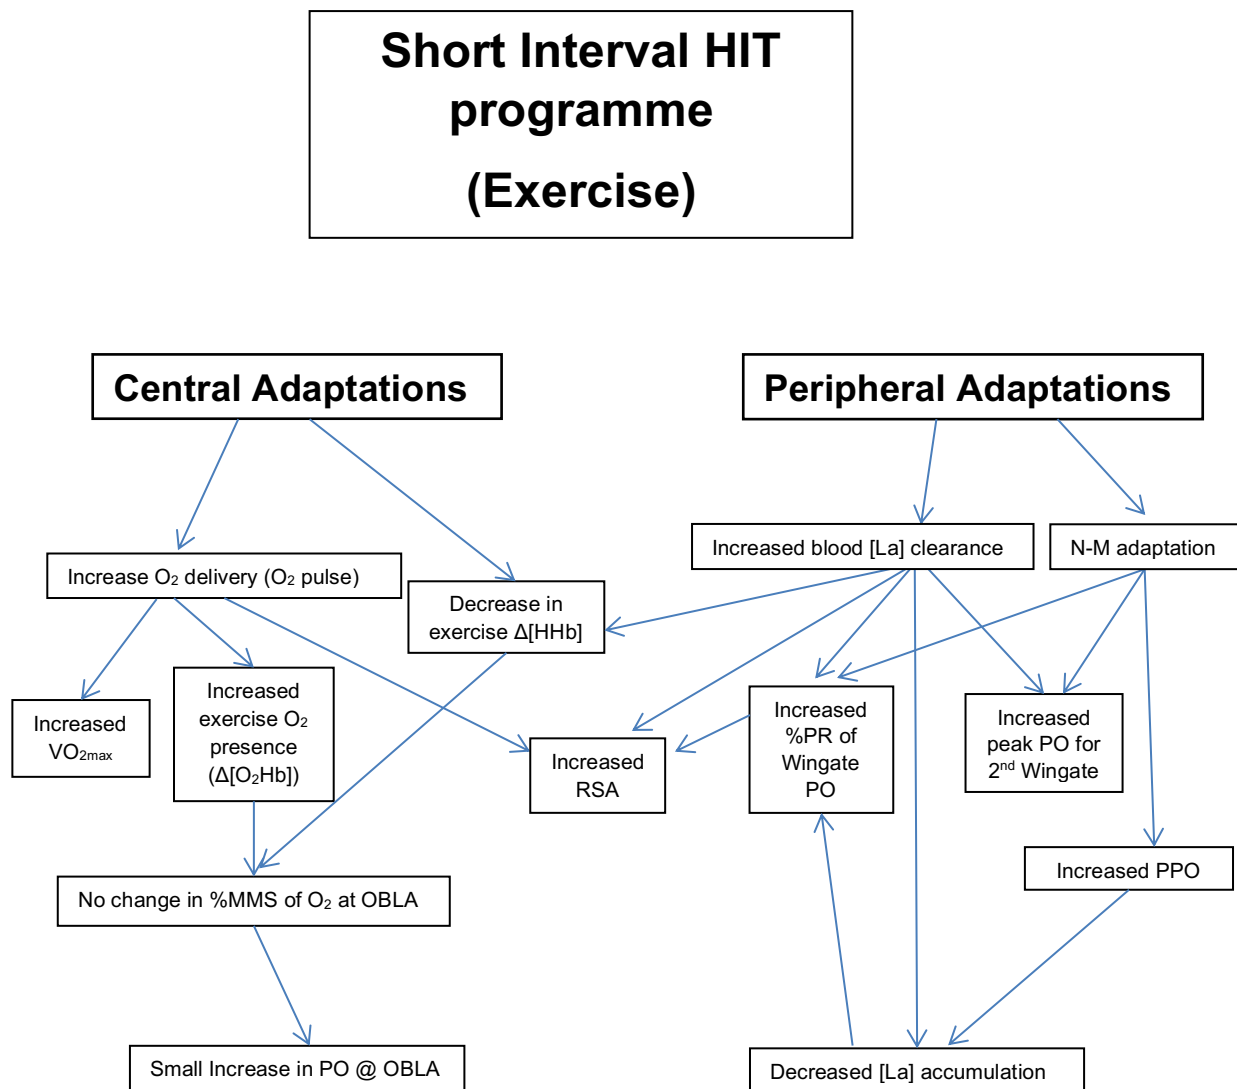 Short Interval HIT
programme
(Exercise)
Central Adaptations
Peripheral Adaptations
Increase O₂ delivery (O₂ pulse)
Decrease in
exercise Δ[HHb]
Increased blood [La] clearance
N-M adaptation
Increased
VO₂max
Increased
exercise O₂
presence
(Δ[O₂Hb])
Increased
RSA
Increased
%PR of
Wingate
PO
Increased
peak PO for
2nd Wingate
No change in %MMS of O₂ at OBLA
Increased PPO
Small Increase in PO @ OBLA
Decreased [La] accumulation